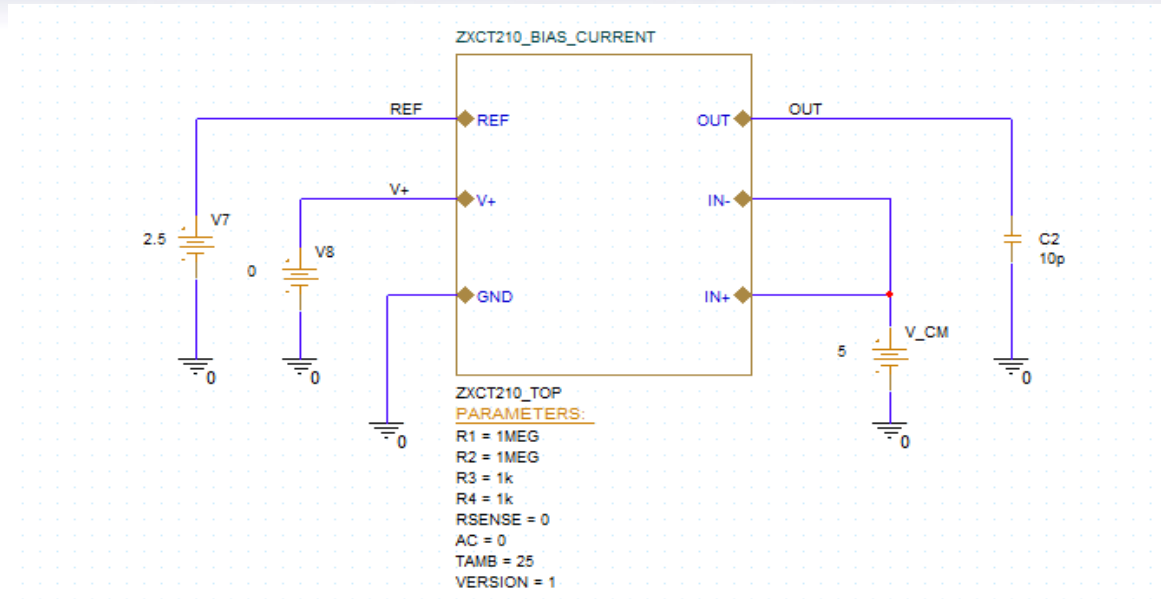 ZXCT210_BIAS_CURRENT
REF
REF
OUT
OUT
V+
V+
IN-
V7
2.5
V8
0
C2
10p
GND
IN+
V_CM
5
0
0
0
0
0
ZXCT210_TOP
PARAMETERS:
R1 = 1MEG
R2 = 1MEG
R3 = 1k
R4 = 1k
RSENSE = 0
AC = 0
TAMB = 25
VERSION = 1